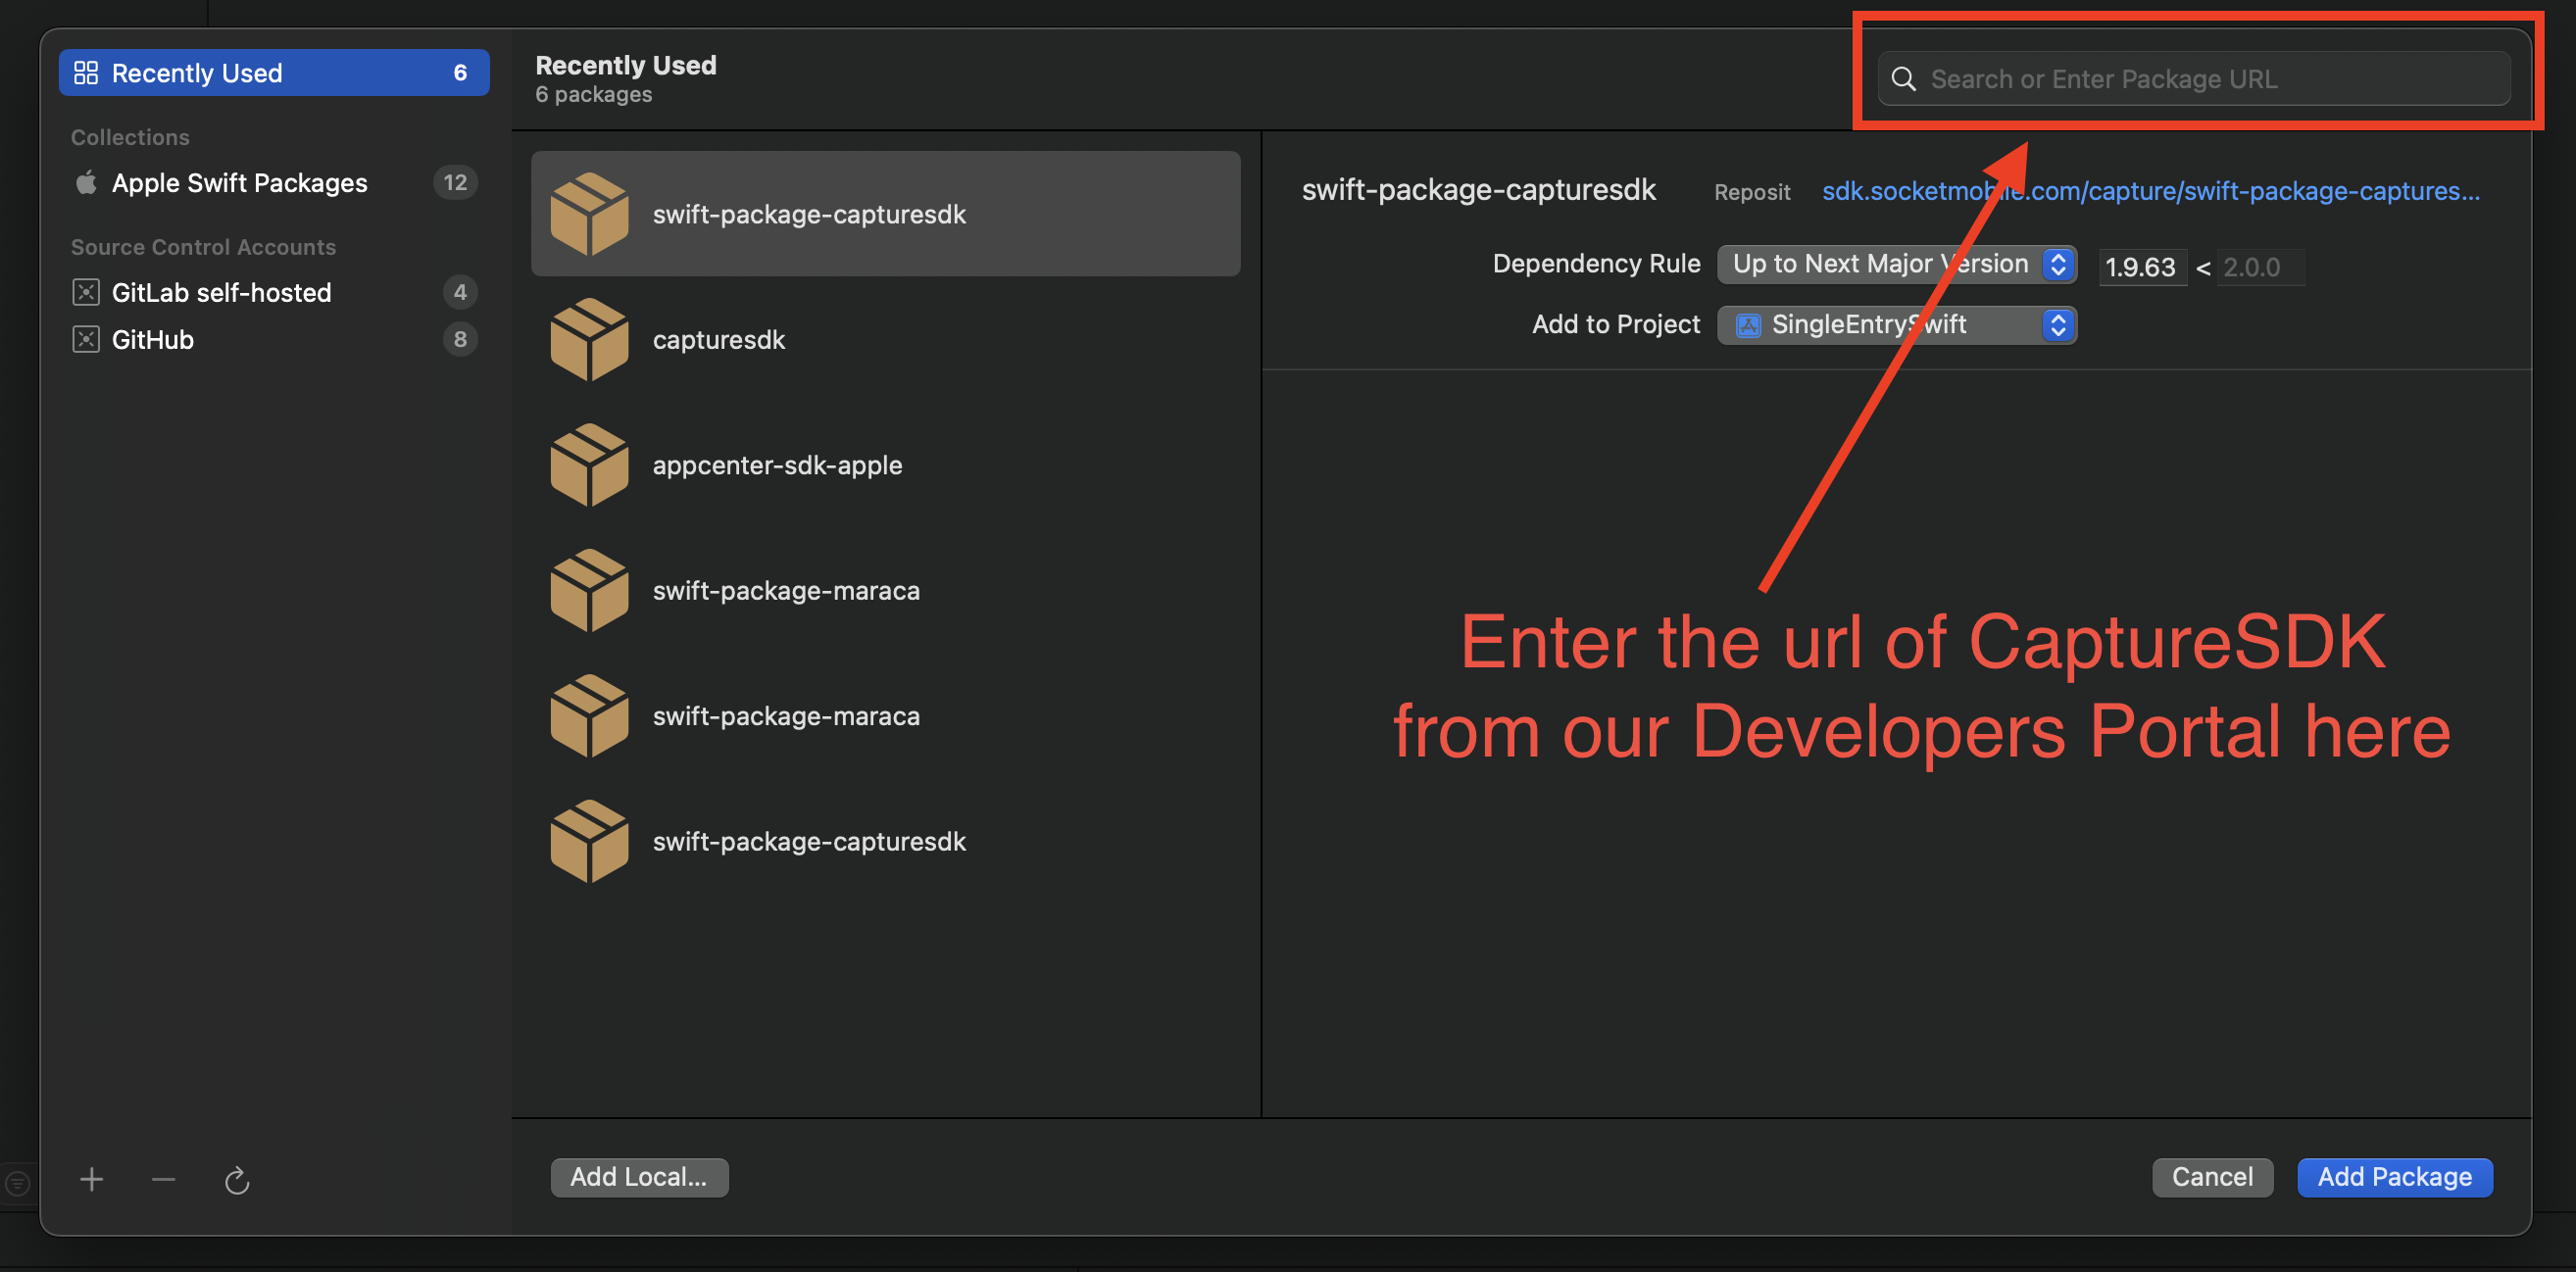 Recently Used 6
Collections
Apple Swift Packages 12
Source Control Accounts
GitLab self-hosted 4
GitHub 8
Recently Used
6 packages
Search or Enter Package URL
swift-package-capturesdk
capturesdk
appcenter-sdk-apple
swift-package-maraca
swift-package-maraca
swift-package-capturesdk
swift-package-capturesdk Reposit sdk.socketmobile.com/capture/swift-package-captures...
Dependency Rule Up to Next Major Version 1.9.63 < 2.0.0
Add to Project SingleEntrySwift
Enter the url of CaptureSDK
from our Developers Portal here
Add Local...
Cancel
Add Package